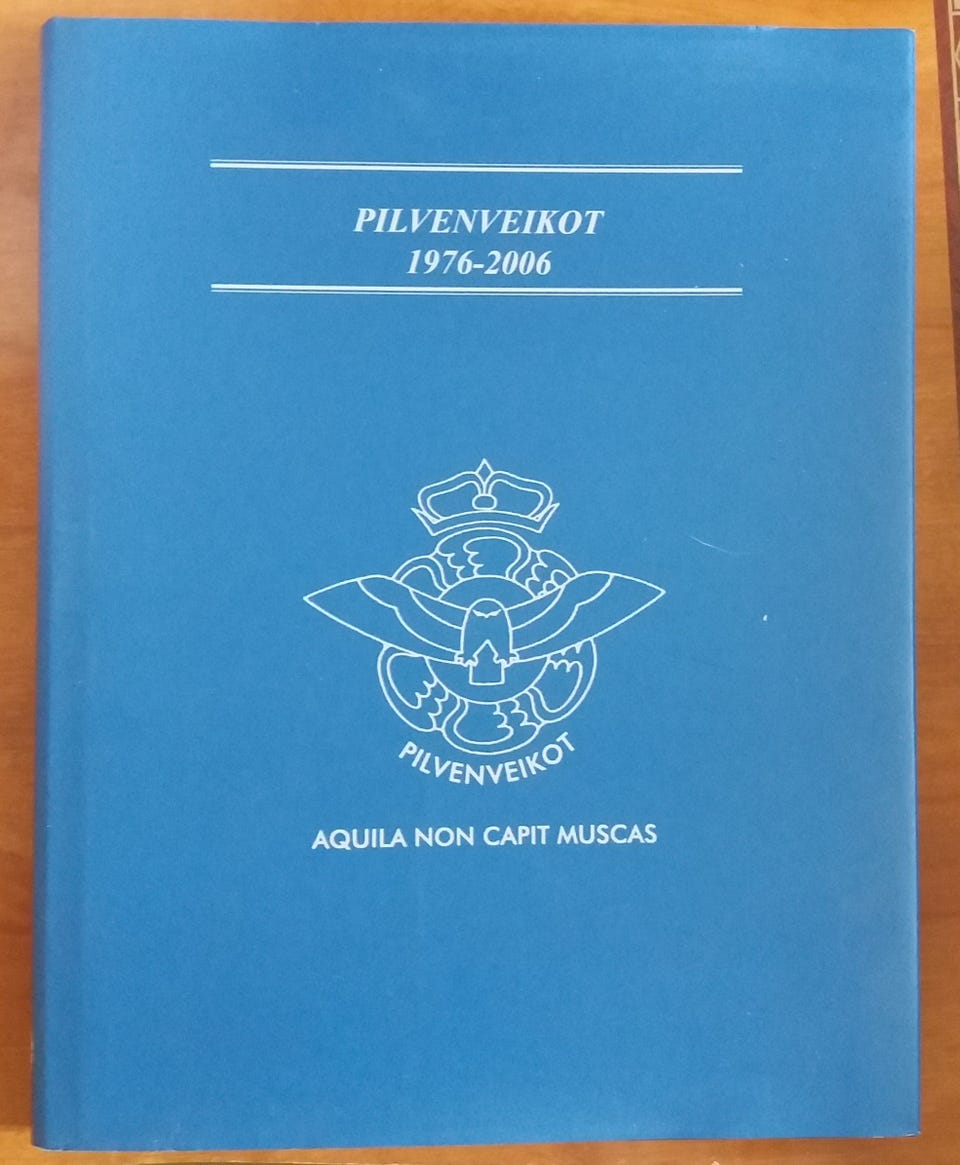 PILVENVEIKOT
1976-2006
PILVENVEIKOT
AQUILA NON CAPIT MUSCAS